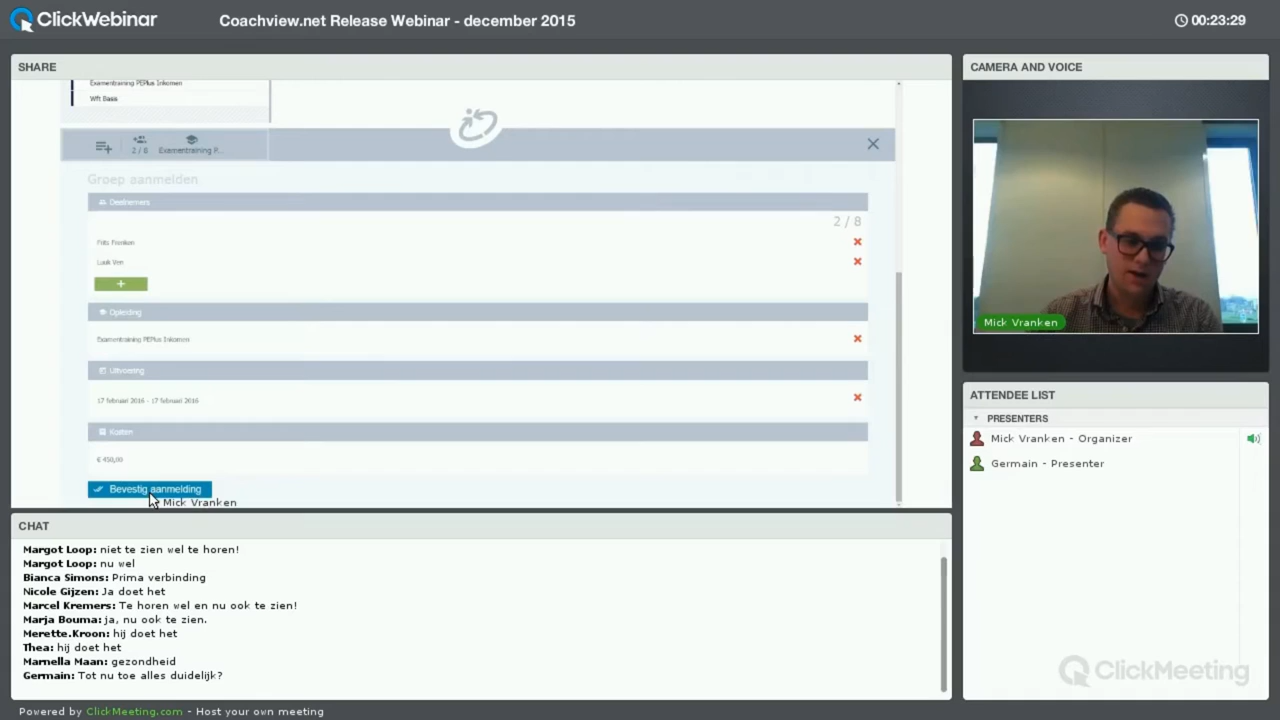 ClickWebinar
Coachview.net Release Webinar - december 2015
00:23:29
SHARE
Examentraining PEPlus Inkomen
Wft Basis
2 / 8 Examentraining P...
Groep aanmelden
Deelnemers
2 / 8
Frits Frenken
Luuk Ven
+
Opleiding
Examentraining PEPlus Inkomen
Uitvoering
17 februari 2016 - 17 februari 2016
Kosten
€ 450,00
Bevestig aanmelding
Mick Vranken
CAMERA AND VOICE
Mick Vranken
ATTENDEE LIST
PRESENTERS
Mick Vranken - Organizer
Germain - Presenter
CHAT
Margot Loop: niet te zien wel te horen!
Margot Loop: nu wel
Bianca Simons: Prima verbinding
Nicole Gijzen: Ja doet het
Marcel Kremers: Te horen wel en nu ook te zien!
Marja Bouma: ja, nu ook te zien.
Merette.Kroon: hij doet het
Thea: hij doet het
Marnella Maan: gezondheid
Germain: Tot nu toe alles duidelijk?
ClickMeeting
Powered by ClickMeeting.com - Host your own meeting